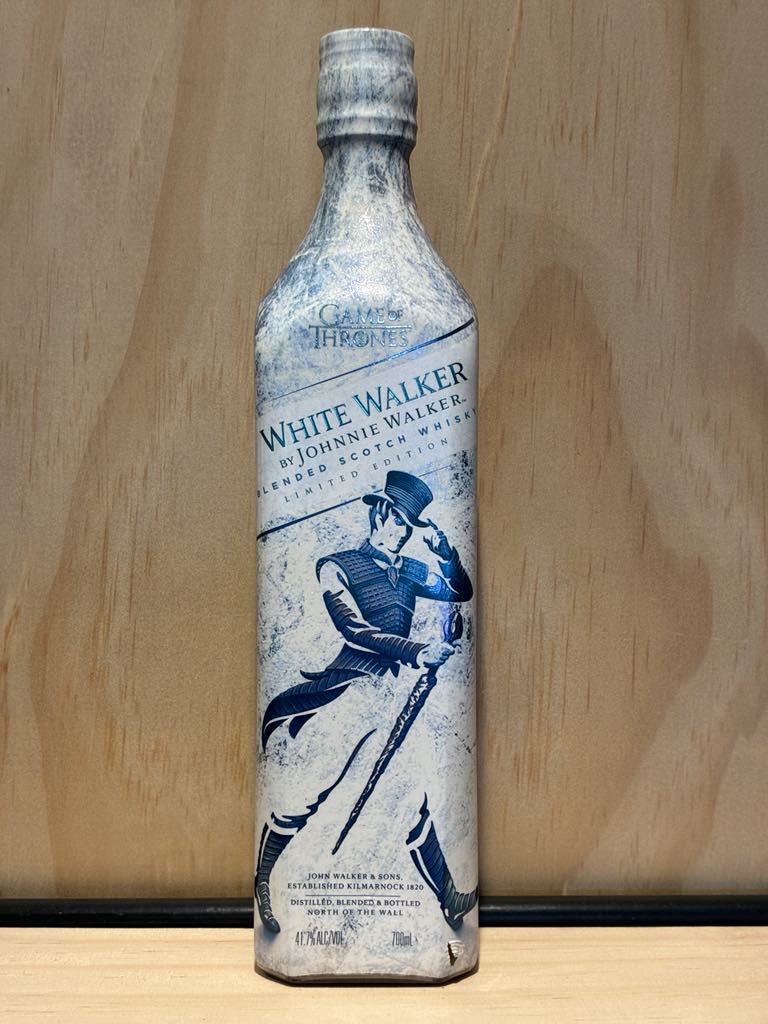 GAME OF
THRONES
WHITE WALKER
BY JOHNNIE WALKER™
BLENDED SCOTCH WHISKY
LIMITED EDITION
JOHN WALKER & SONS,
ESTABLISHED KILMARNOCK 1820
DISTILLED, BLENDED & BOTTLED
NORTH OF THE WALL
41.7% ALC/VOL 700mL